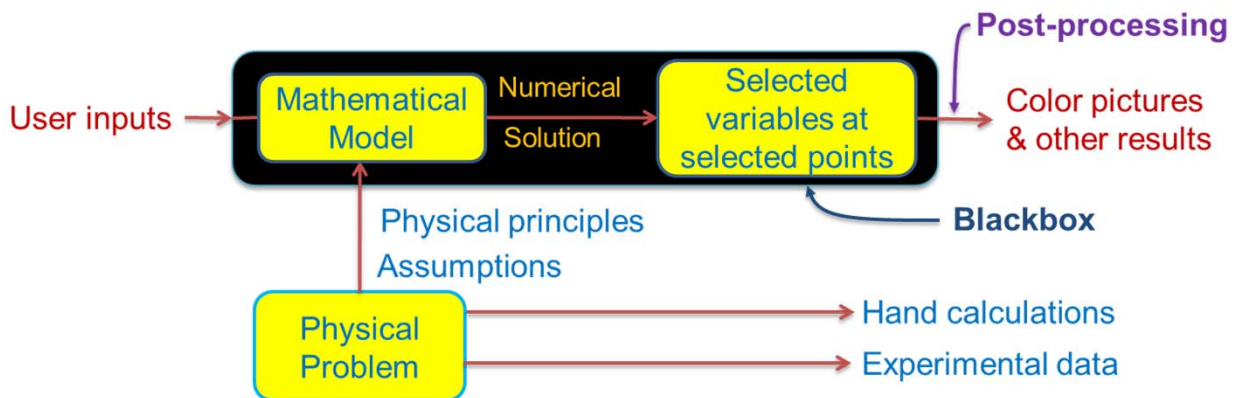 Post-processing
User inputs
Mathematical
Model
Numerical
Solution
Selected
variables at
selected points
Color pictures
& other results
Blackbox
Physical principles
Assumptions
Physical
Problem
Hand calculations
Experimental data